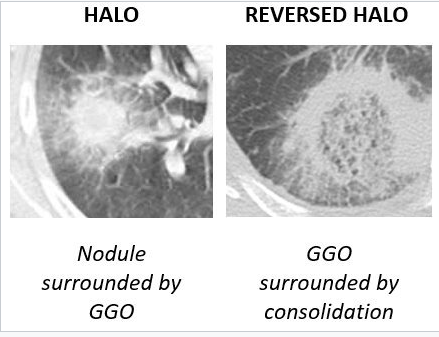 HALO
REVERSED HALO
Nodule
surrounded by
GGO
GGO
surrounded by
consolidation